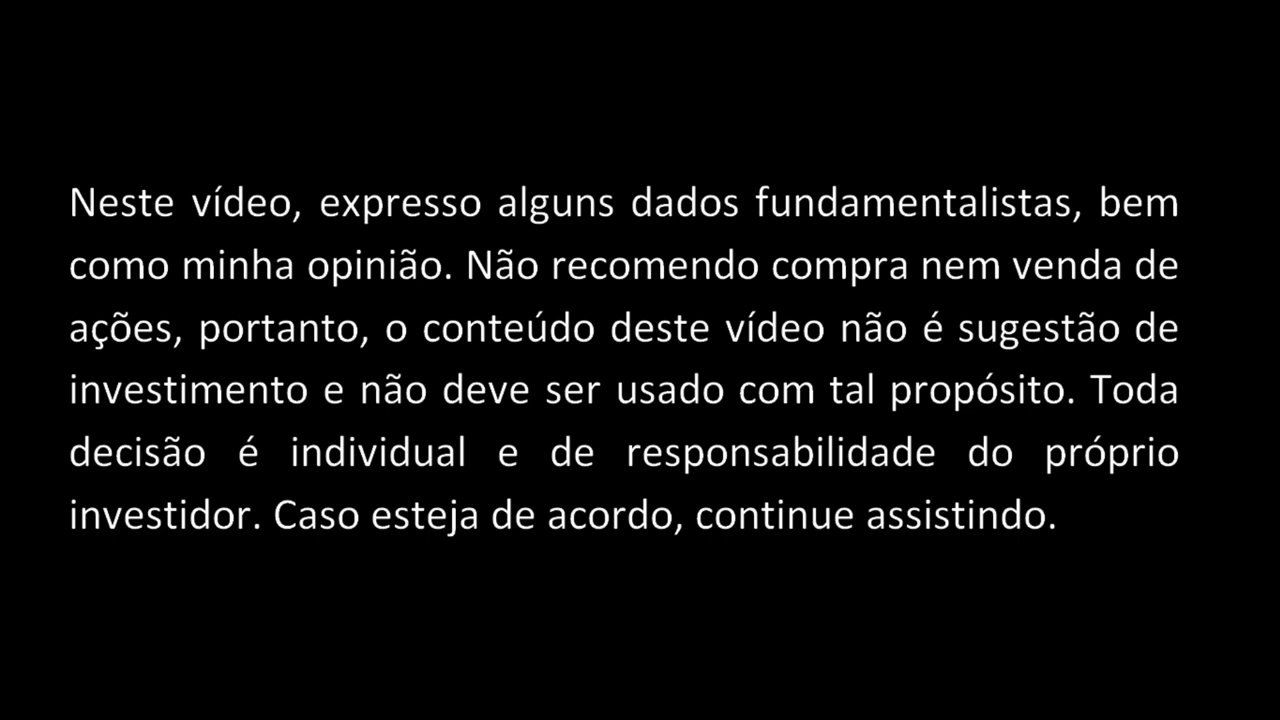 Neste vídeo, expresso alguns dados fundamentalistas, bem
como minha opinião. Não recomendo compra nem venda de
ações, portanto, o conteúdo deste vídeo não é sugestão de
investimento e não deve ser usado com tal propósito. Toda
decisão é individual e de responsabilidade do próprio
investidor. Caso esteja de acordo, continue assistindo.